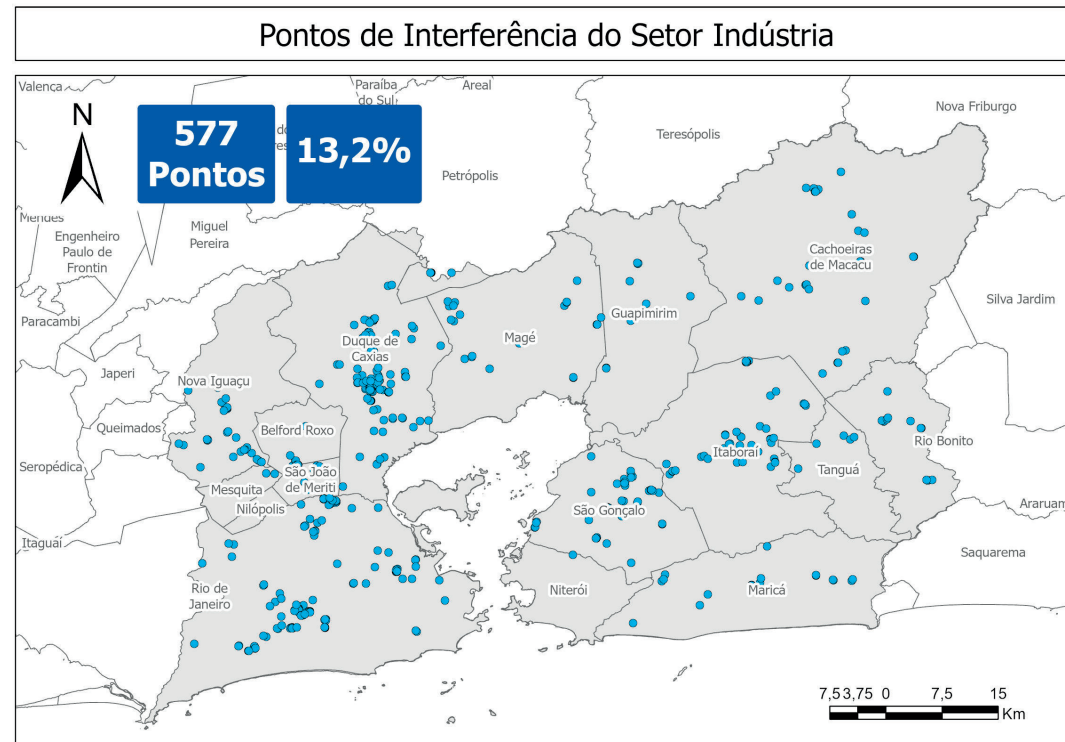 Pontos de Interferência do Setor Indústria
Valença
Paraíba
do Sul
Areal
Nova Friburgo
N
577
Pontos
13,2%
Teresópolis
Petrópolis
Mendes
Miguel
Pereira
Engenheiro
Paulo de
Frontin
Cachoeiras
de Macacu
Silva Jardim
Paracambi
Guapimirim
Magé
Duque de
Caxias
Japeri
Nova Iguaçu
Queimados
Belford Roxo
Rio Bonito
Itaboraí
Seropédica
São João
de Meriti
Tanguá
Mesquita
Nilópolis
São Gonçalo
Araruam
Itaguaí
Saquarema
Rio de
Janeiro
Niterói
Maricá
7,5 3,75 0 7,5 15
Km